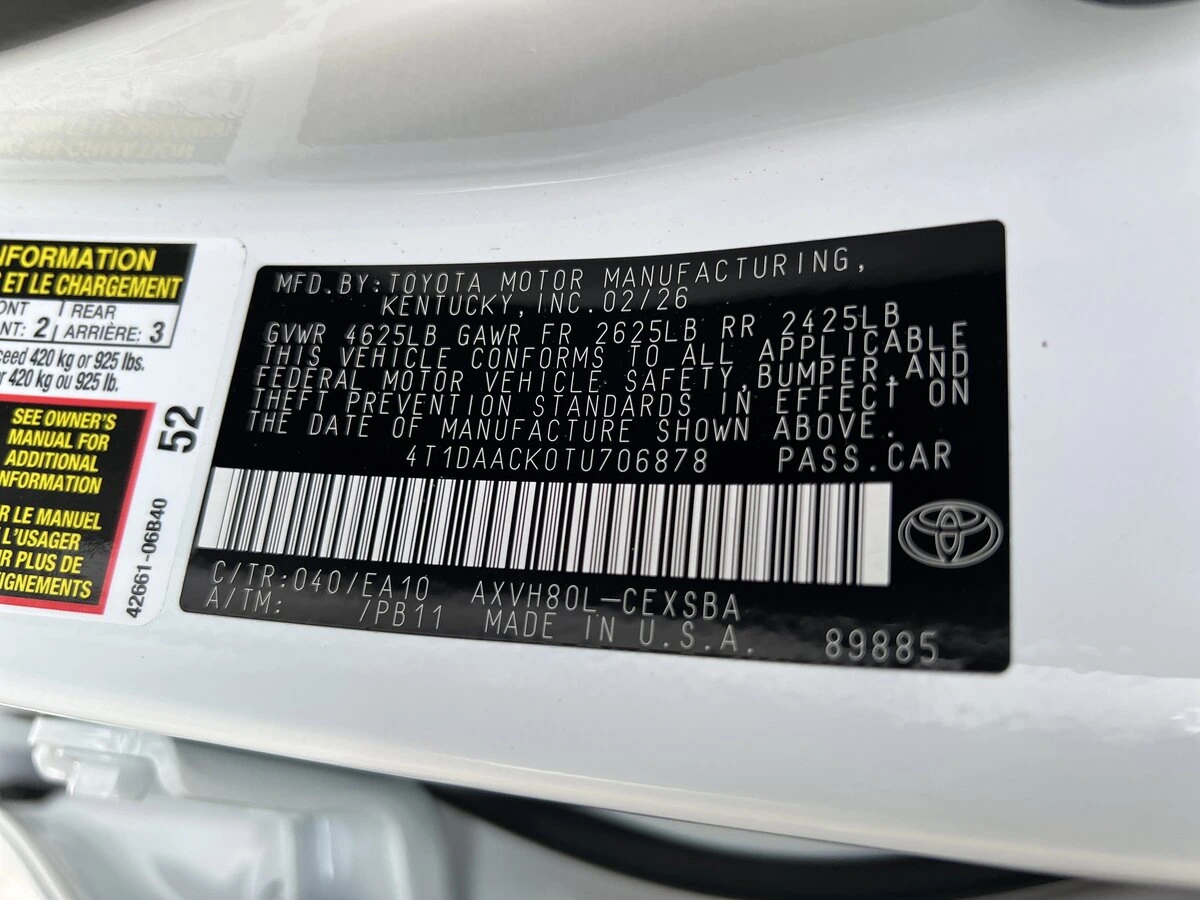 NFORMATION
ET LE CHARGEMENT
ONT | REAR
NT: 2 | ARRIÈRE: 3
ceed 420 kg or 925 lbs.
r 420 kg ou 925 lb.
SEE OWNER'S
MANUAL FOR
ADDITIONAL
INFORMATION
R LE MANUEL
L'USAGER
R PLUS DE
IGNEMENTS
52
42661-06B40
MFD.BY:TOYOTA MOTOR MANUFACTURING,
KENTUCKY, INC. 02/26
GVWR 4625LB GAWR FR 2625LB RR 2425LB
THIS VEHICLE CONFORMS TO ALL APPLICABLE
FEDERAL MOTOR VEHICLE SAFETY,BUMPER,AND
THEFT PREVENTION STANDARDS IN EFFECT ON
THE DATE OF MANUFACTURE SHOWN ABOVE.
4T1DAACK0TU706878 PASS.CAR
C/TR:040/EA10 AXVH80L-CEXSBA
A/TM: /PB11 MADE IN U.S.A. 89885